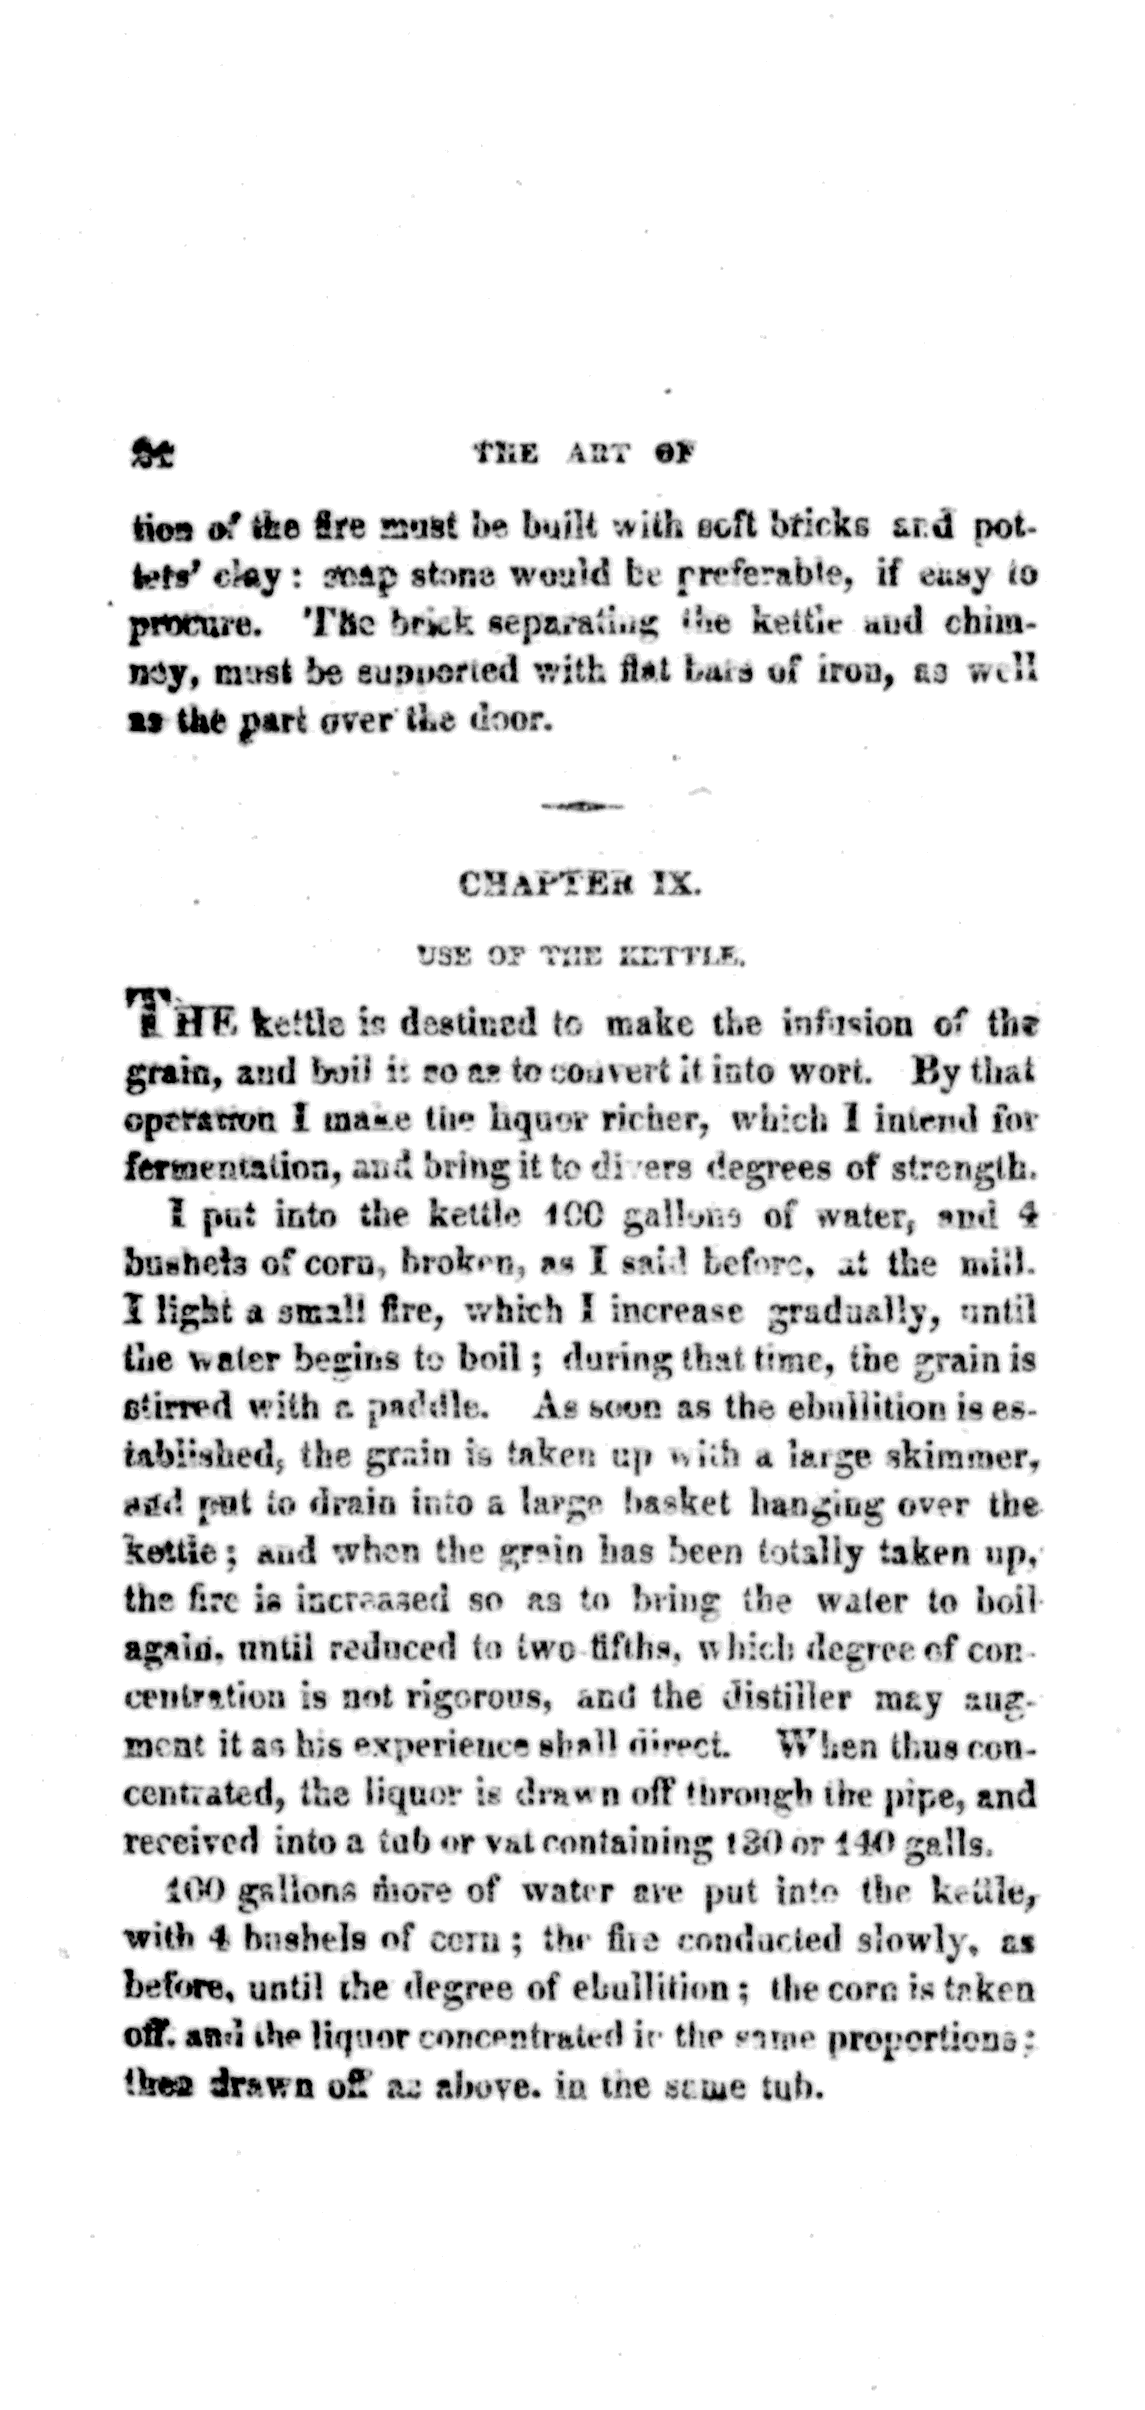 THE ART OF
tion of the fire must be built with soft bricks and pot-
ters' clay: soap stone would be preferable, if easy to
procure. The brick separating the kettle and chim-
ney, must be supported with flat bars of iron, as well
as the part over the door.
CHAPTER IX.
USE OF THE KETTLE.
THE kettle is destined to make the infusion of the
grain, and boil it so as to convert it into wort. By that
operation I make the liquor richer, which I intend for
fermentation, and bring it to divers degrees of strength.
I put into the kettle 100 gallons of water, and 4
bushels of corn, broken, as I said before, at the mill.
I light a small fire, which I increase gradually, until
the water begins to boil; during that time, the grain is
stirred with a paddle. As soon as the ebullition is es-
tablished, the grain is taken up with a large skimmer,
and put to drain into a large basket hanging over the
kettle; and when the grain has been totally taken up,
the fire is increased so as to bring the water to boil
again, until reduced to two fifths, which degree of con-
centration is not rigorous, and the distiller may aug-
ment it as his experience shall direct. When thus con-
centrated, the liquor is drawn off through the pipe, and
received into a tub or vat containing 130 or 140 galls.
100 gallons more of water are put into the kettle,
with 4 bushels of corn; the fire conducted slowly, as
before, until the degree of ebullition; the corn is taken
off, and the liquor concentrated in the same proportions;
then drawn off as above, in the same tub.